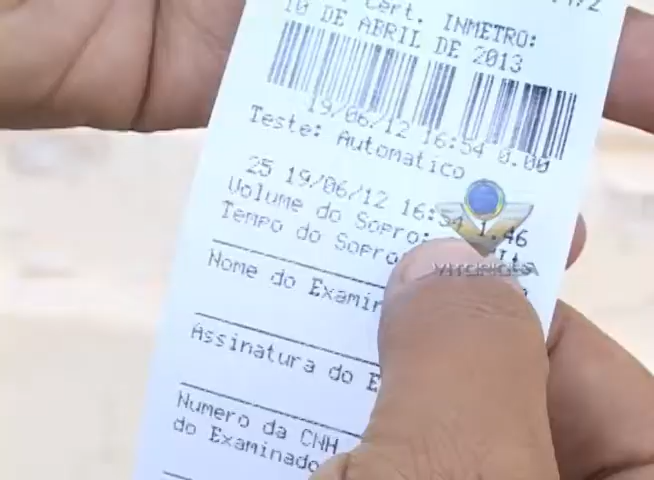 Cert. INMETRO:
10 DE ABRIL DE 2013
19/06/12 16:54 0.00
Teste: Automatico
25 19/06/12 16:54 1.46
Volume do Sopro:
Tempo do Sopro
Nome do Examin
Assinatura do E
Numero da CNH
do Examinado